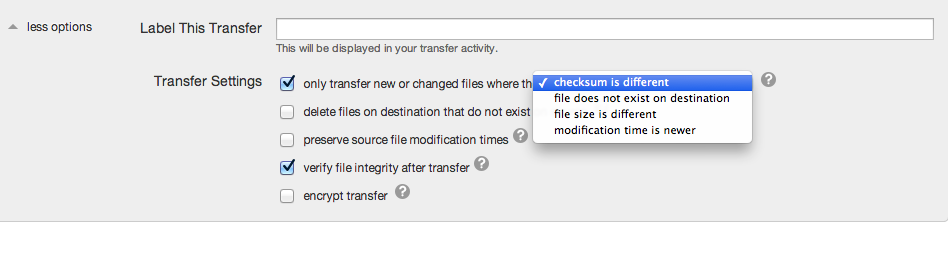 less options
Label This Transfer
This will be displayed in your transfer activity.
Transfer Settings
only transfer new or changed files where th
✓ checksum is different
file does not exist on destination
file size is different
modification time is newer
?
delete files on destination that do not exist
preserve source file modification times ?
verify file integrity after transfer ?
encrypt transfer ?